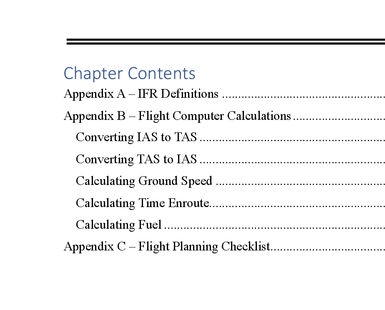 Chapter Contents
Appendix A – IFR Definitions ..................................................
Appendix B – Flight Computer Calculations ............................
Converting IAS to TAS .......................................................
Converting TAS to IAS .......................................................
Calculating Ground Speed ...................................................
Calculating Time Enroute.....................................................
Calculating Fuel .................................................................
Appendix C – Flight Planning Checklist...................................